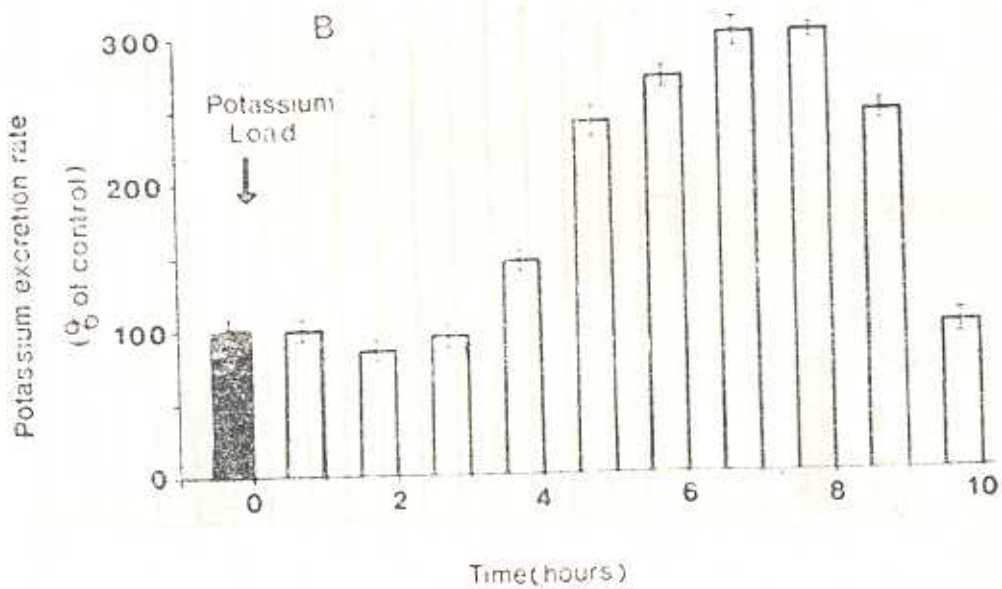 B
300
Potassium
Load
200
100
0
Potassium excretion rate
(% of control)
0 2 4 6 8 10
Time(hours)